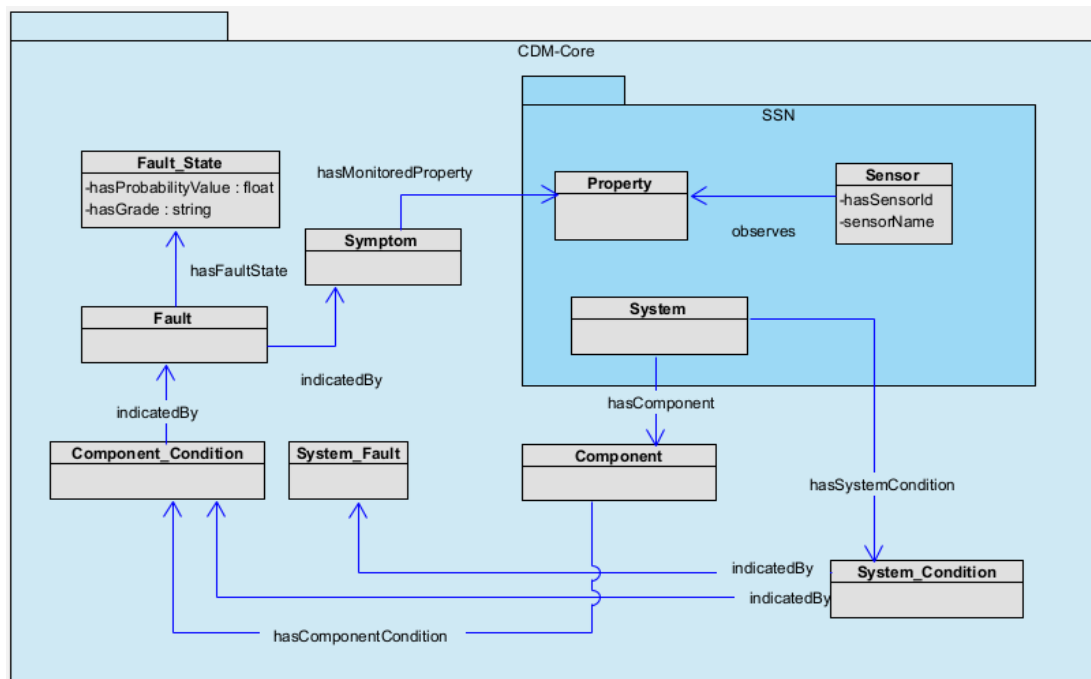 CDM-Core
SSN
Fault_State
-hasProbabilityValue : float
-hasGrade : string
hasMonitoredProperty
Property
Sensor
-hasSensorId
-sensorName
observes
Symptom
hasFaultState
Fault
indicatedBy
System
hasComponent
indicatedBy
Component_Condition
System_Fault
Component
hasSystemCondition
indicatedBy
System_Condition
indicatedBy
hasComponentCondition